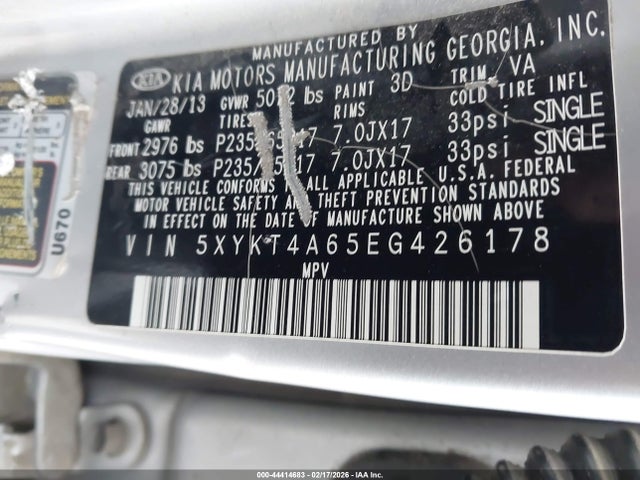 MANUFACTURED BY
KIA KIA MOTORS MANUFACTURING GEORGIA, INC.
JAN/28/13 GVWR lbs PAINT 3D TRIM VA
GAWR TIRES RIMS COLD TIRE INFL
FRONT 2976 lbs 7.0JX17 33psi SINGLE
REAR 3075 lbs 7.0JX17 33psi SINGLE
THIS VEHICLE CONFORMS ALL APPLICABLE U.S.A. FEDERAL
MOTOR VEHICLE SAFETY AND THEFT PREVENTION STANDARDS
IN EFFECT ON THE DATE OF MANUFACTURE SHOWN ABOVE
VIN 5XYKT4A65EG426178
MPV
U670
000-44414683 - 02/17/2026 - IAA Inc.